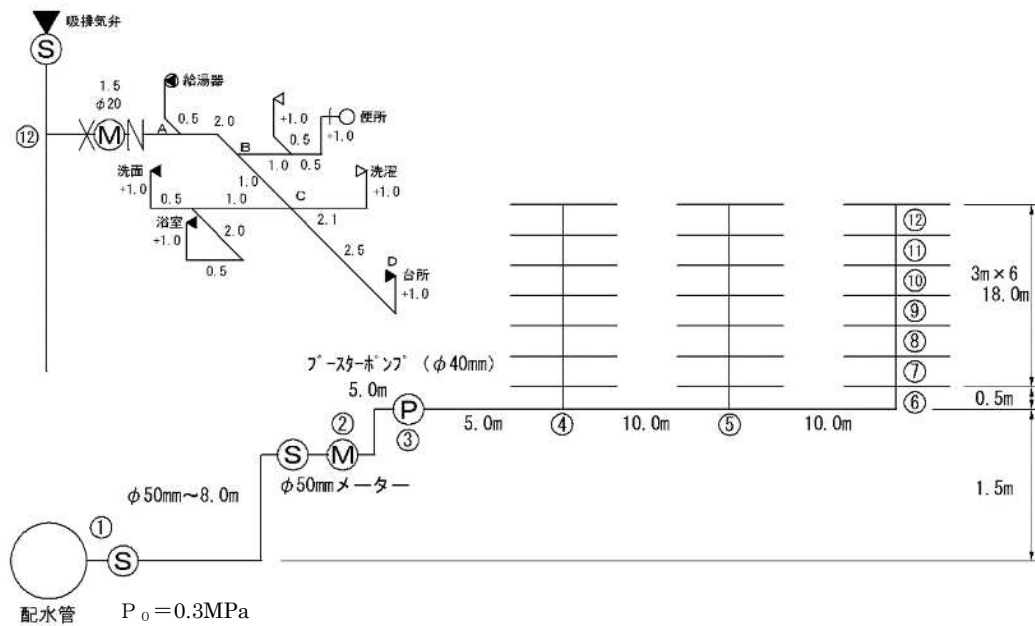 吸排気弁
S
1.5
φ20
給湯器
⑫
M
N
A
0.5
2.0
+1.0
便所
0.5
+1.0
B
洗面
1.0
0.5
洗濯
+1.0
1.0
C
+1.0
0.5
1.0
2.1
浴室
2.0
+1.0
2.5
D
台所
0.5
+1.0
⑫
⑪
3m×6
⑩
18.0m
⑨
⑧
ブースターポンプ (φ40mm)
⑦
5.0m
⑥
0.5m
②
P
5.0m
④
10.0m
⑤
10.0m
③
S
M
φ50mmメーター
1.5m
φ50mm～8.0m
①
S
配水管
P₀＝0.3MPa